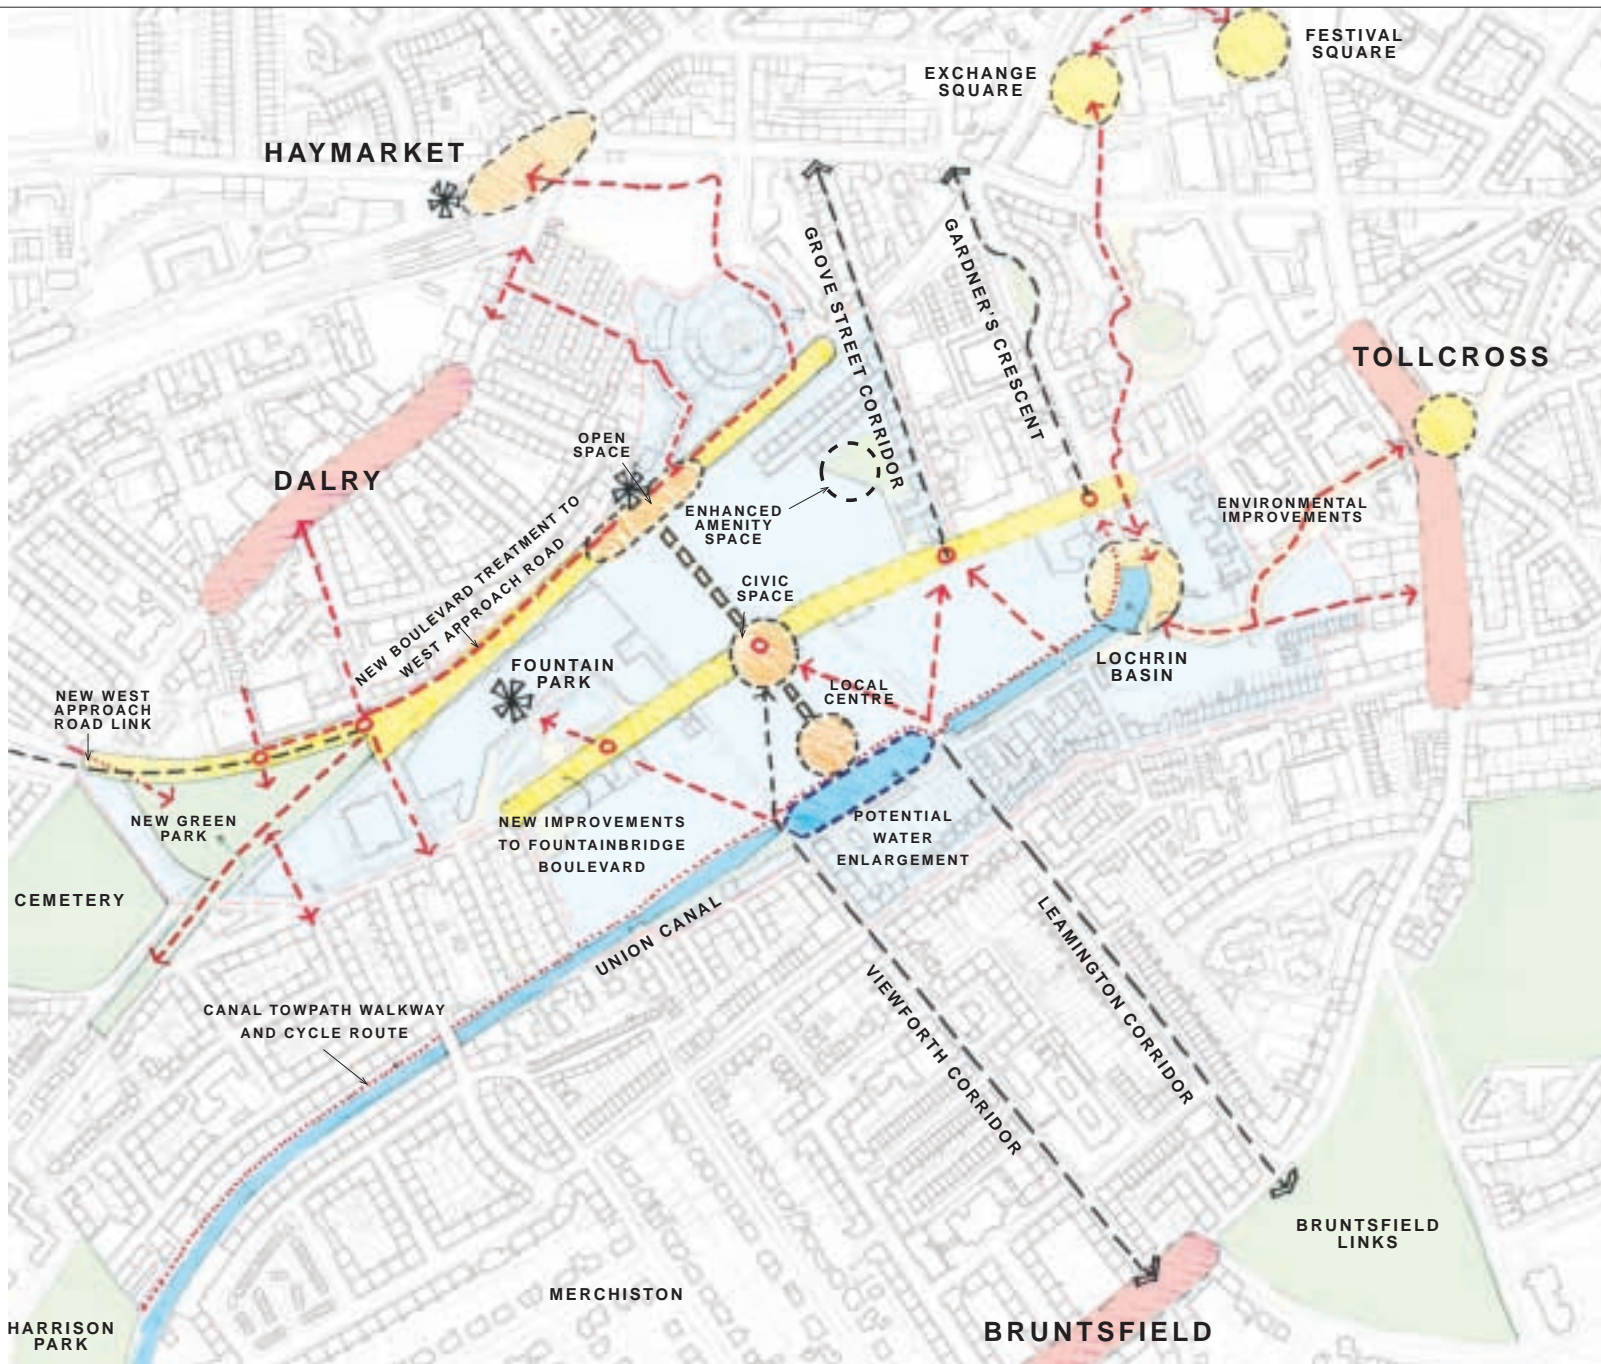 FESTIVAL
SQUARE
EXCHANGE
SQUARE
HAYMARKET
GROVE STREET CORRIDOR
GARDNER'S CRESCENT
TOLLCROSS
OPEN
SPACE
DALRY
ENHANCED
AMENITY
SPACE
ENVIRONMENTAL
IMPROVEMENTS
NEW BOULEVARD TREATMENT TO
WEST APPROACH ROAD
CIVIC
SPACE
FOUNTAIN
PARK
LOCAL
CENTRE
LOCHRIN
BASIN
NEW WEST
APPROACH
ROAD LINK
NEW GREEN
PARK
NEW IMPROVEMENTS
TO FOUNTAINBRIDGE
BOULEVARD
POTENTIAL
WATER
ENLARGEMENT
CEMETERY
UNION CANAL
LEAMINGTON CORRIDOR
VIEWFORTH CORRIDOR
CANAL TOWPATH WALKWAY
AND CYCLE ROUTE
BRUNTSFIELD
LINKS
MERCHISTON
HARRISON
PARK
BRUNTSFIELD